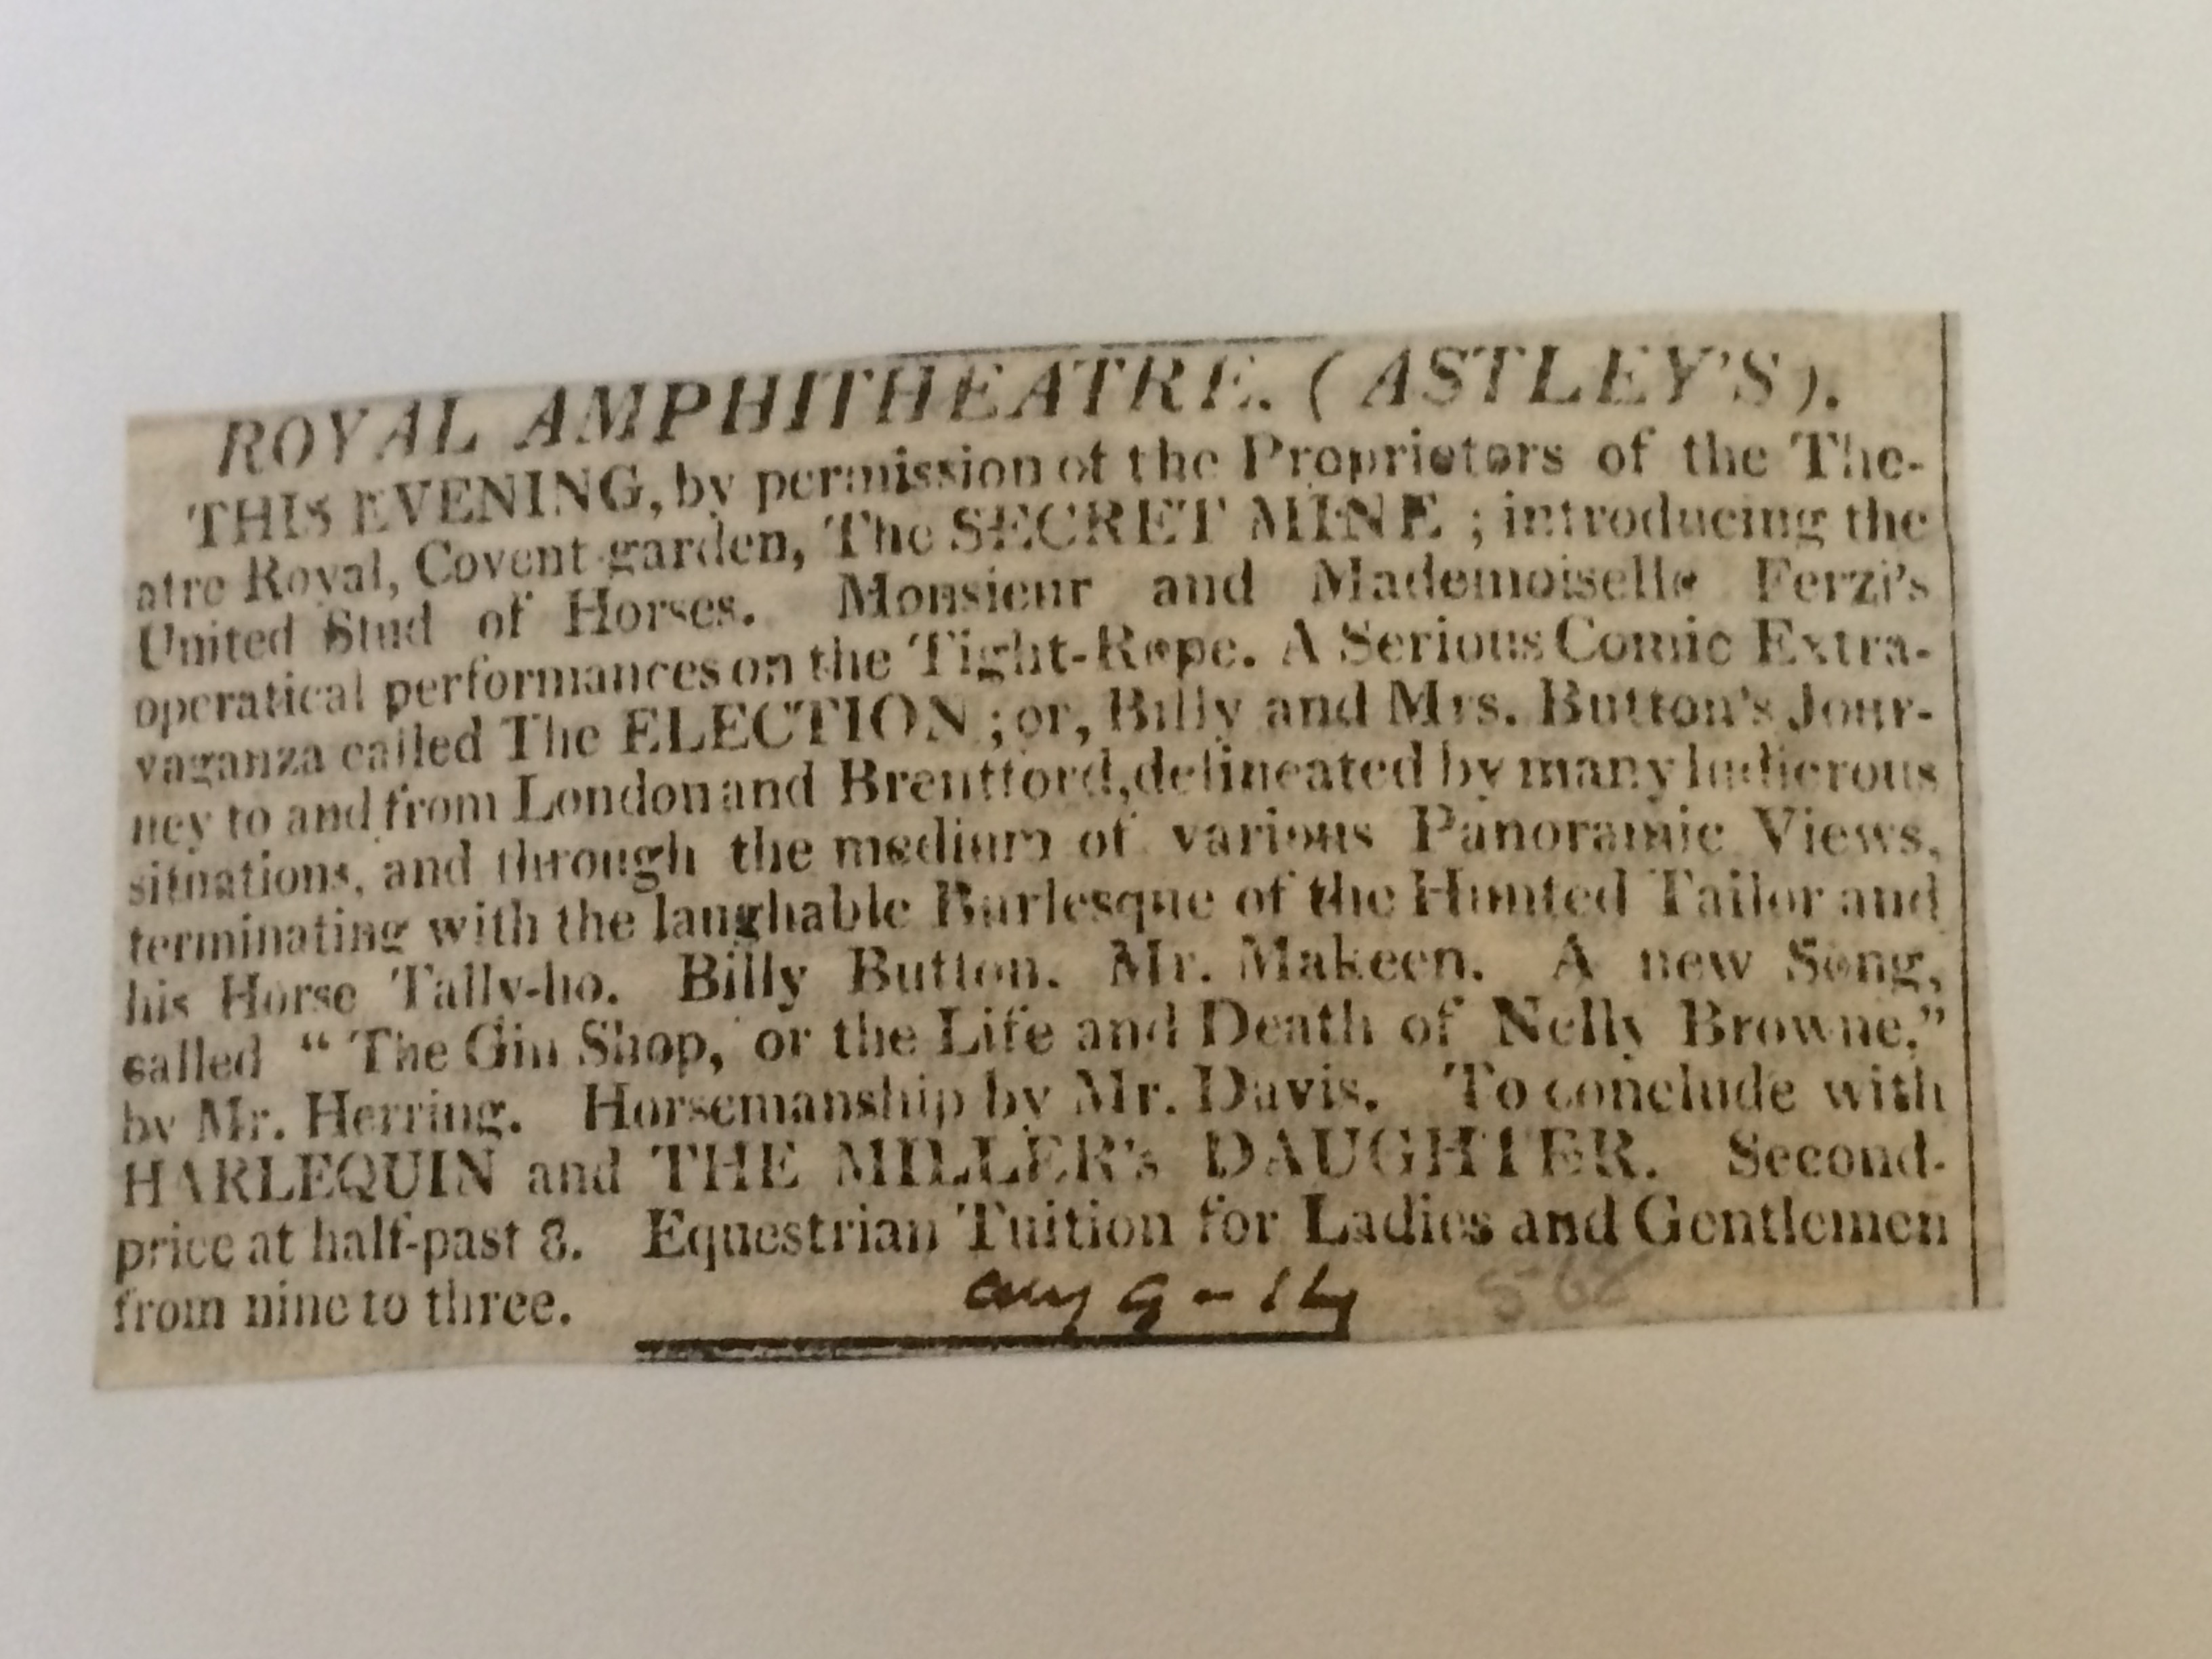 ROYAL AMPHITHEATRE. (ASTLEY'S).
THIS EVENING, by permission of the Proprietors of the The-
atre Royal, Covent-garden, The SECRET MINE; introducing the
United Stud of Horses. Monsieur and Mademoiselle Ferzi's
operatical performances on the Tight-Rope. A Serious Comic Extra-
vaganza called The ELECTION; or, Billy and Mrs. Button's Jour-
ney to and from London and Brentford, delineated by many ludicrous
situations, and through the medium of various Panoramic Views,
terminating with the laughable Burlesque of the Hunted Tailor and
his Horse Tally-ho. Billy Button. Mr. Makeen. A new Song,
called "The Gin Shop, or the Life and Death of Nelly Browne,"
by Mr. Herring. Horsemanship by Mr. Davis. To conclude with
HARLEQUIN and THE MILLER's DAUGHTER. Second-
price at half-past 8. Equestrian Tuition for Ladies and Gentlemen
from nine to three.
Aug 9 -